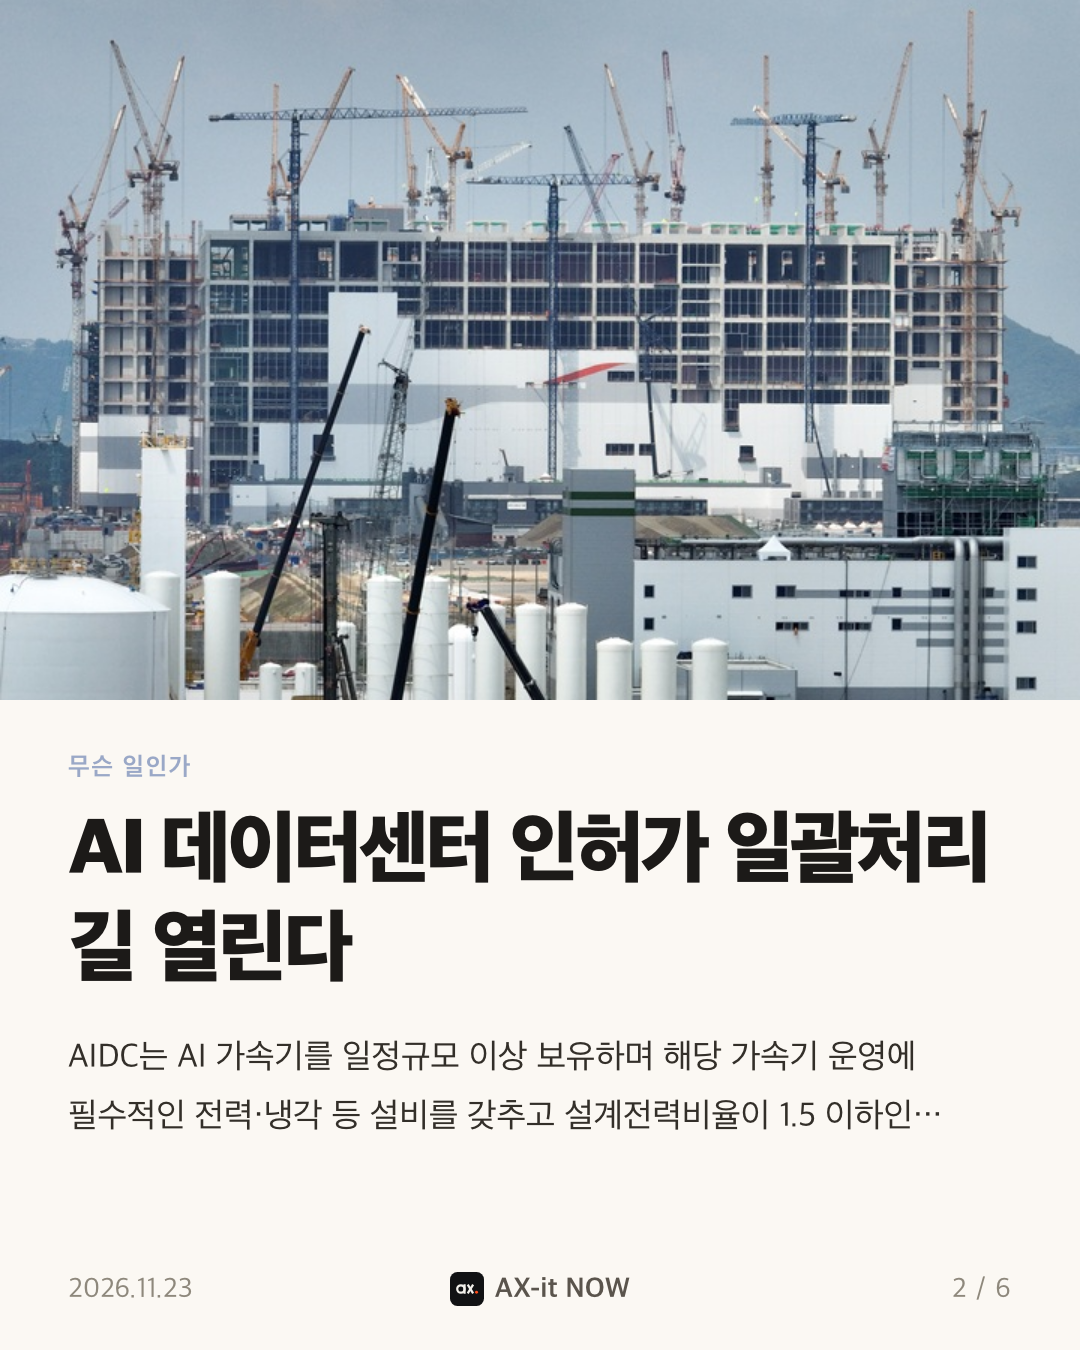 무슨 일인가
AI 데이터센터 인허가 일괄처리
길 열린다
AIDC는 AI 가속기를 일정규모 이상 보유하며 해당 가속기 운영에
필수적인 전력·냉각 등 설비를 갖추고 설계전력비율이 1.5 이하인…
2026.11.23
ax. AX-it NOW
2 / 6